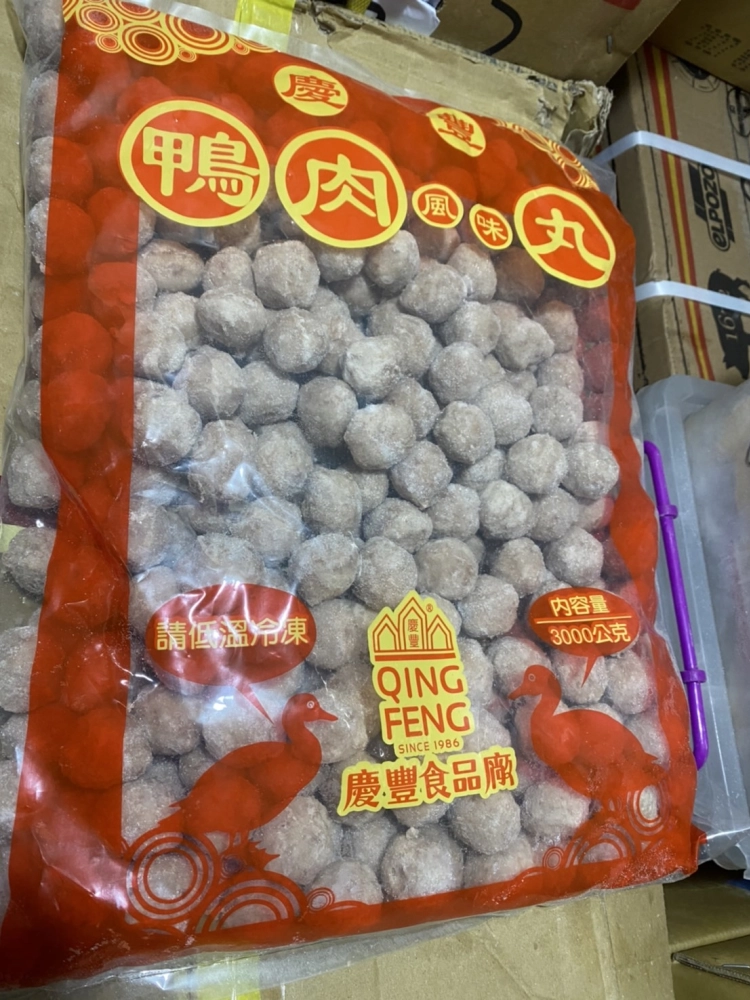 慶豐
鴨肉風味丸
請低溫冷凍
內容量
3000公克
慶豐
®
QING
FENG
SINCE 1986
慶豐食品廠
ELPOZO